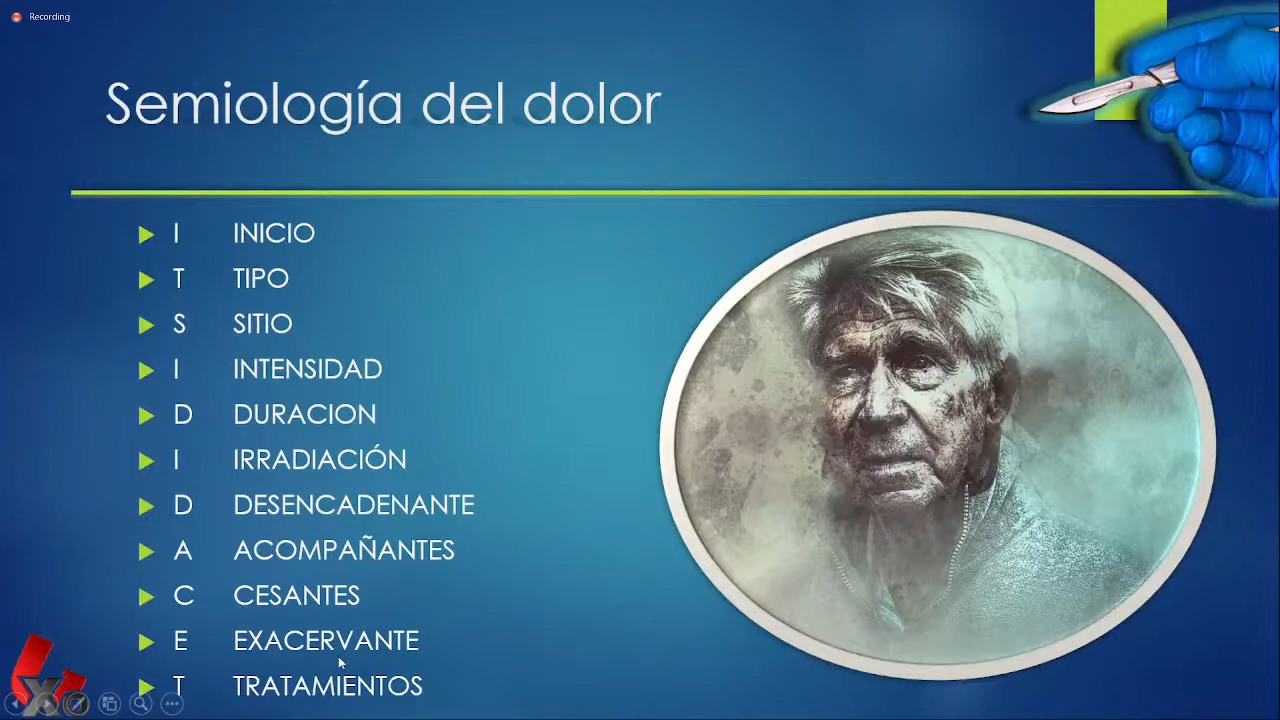 Recording
Semiología del dolor
I INICIO
T TIPO
S SITIO
I INTENSIDAD
D DURACION
I IRRADIACIÓN
D DESENCADENANTE
A ACOMPAÑANTES
C CESANTES
E EXACERVANTE
T TRATAMIENTOS